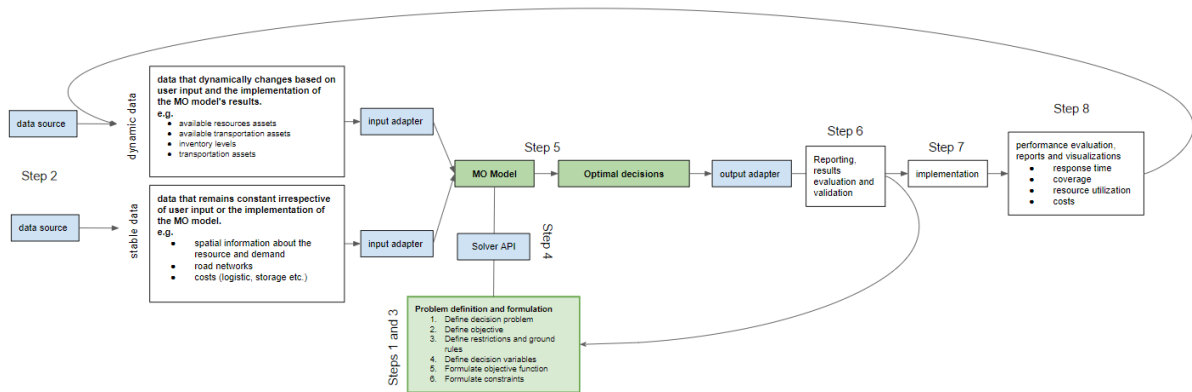 Step 2
data source
dynamic data
data that dynamically changes based on
user input and the implementation of
the MO model's results.
e.g.
● available resources assets
● available transportation assets
● inventory levels
● transportation assets
input adapter
data source
stable data
data that remains constant irrespective
of user input or the implementation of
the MO model.
e.g.
● spatial information about the
resource and demand
● road networks
● costs (logistic, storage etc.)
input adapter
Step 5
MO Model
Optimal decisions
output adapter
Solver API
Step 4
Steps 1 and 3
Problem definition and formulation
1. Define decision problem
2. Define objective
3. Define restrictions and ground
rules
4. Define decision variables
5. Formulate objective function
6. Formulate constraints
Step 6
Reporting,
results
evaluation and
validation
Step 7
implementation
Step 8
performance evaluation,
reports and visualizations
● response time
● coverage
● resource utilization
● costs